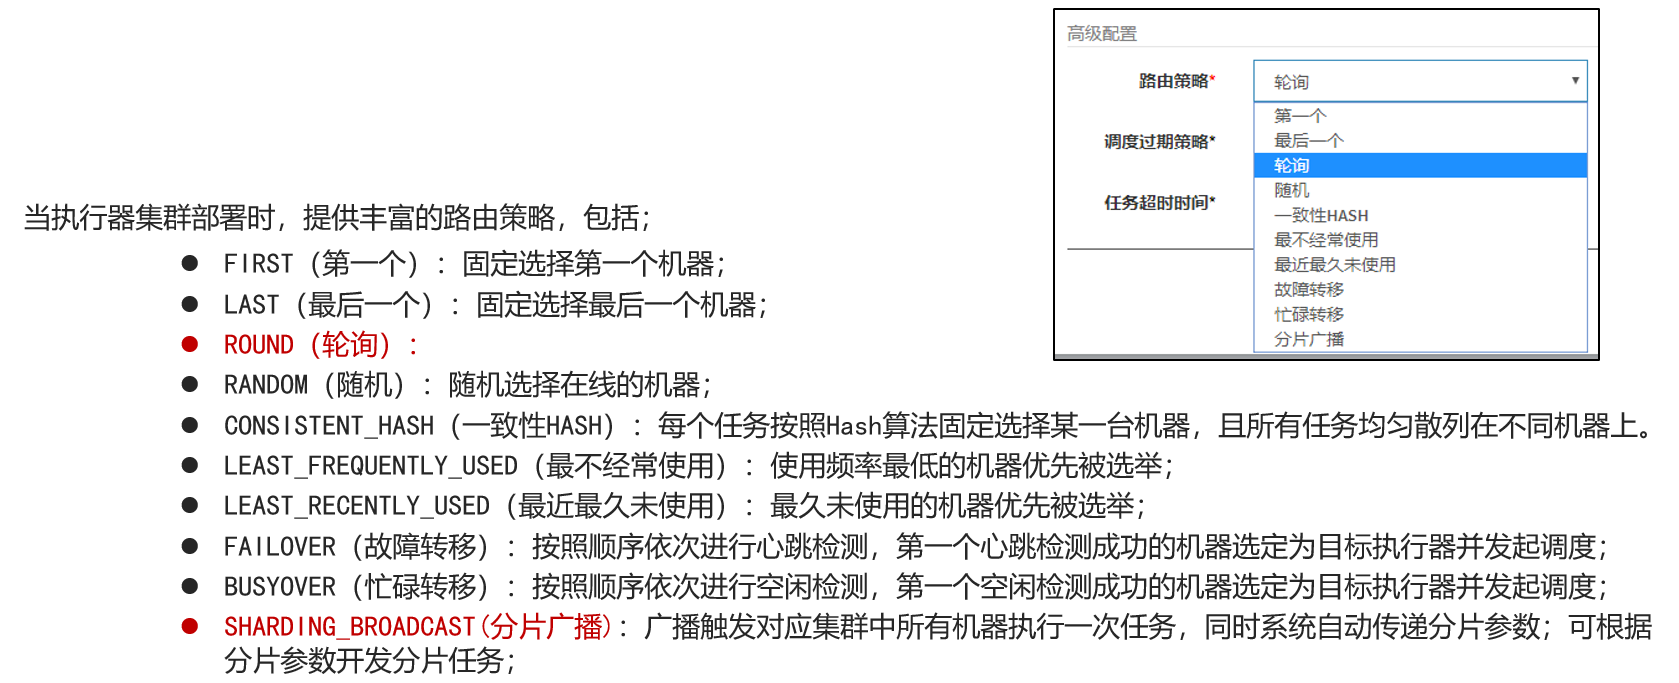 高级配置
路由策略*
轮询
第一个
最后一个
轮询
随机
一致性HASH
最不经常使用
最近最久未使用
故障转移
忙碌转移
分片广播
调度过期策略*
任务超时时间*
当执行器集群部署时，提供丰富的路由策略，包括；
● FIRST（第一个）：固定选择第一个机器；
● LAST（最后一个）：固定选择最后一个机器；
● ROUND（轮询）：
● RANDOM（随机）：随机选择在线的机器；
● CONSISTENT_HASH（一致性HASH）：每个任务按照Hash算法固定选择某一台机器，且所有任务均匀散列在不同机器上。
● LEAST_FREQUENTLY_USED（最不经常使用）：使用频率最低的机器优先被选举；
● LEAST_RECENTLY_USED（最近最久未使用）：最久未使用的机器优先被选举；
● FAILOVER（故障转移）：按照顺序依次进行心跳检测，第一个心跳检测成功的机器选定为目标执行器并发起调度；
● BUSYOVER（忙碌转移）：按照顺序依次进行空闲检测，第一个空闲检测成功的机器选定为目标执行器并发起调度；
● SHARDING_BROADCAST(分片广播)：广播触发对应集群中所有机器执行一次任务，同时系统自动传递分片参数；可根据
分片参数开发分片任务；